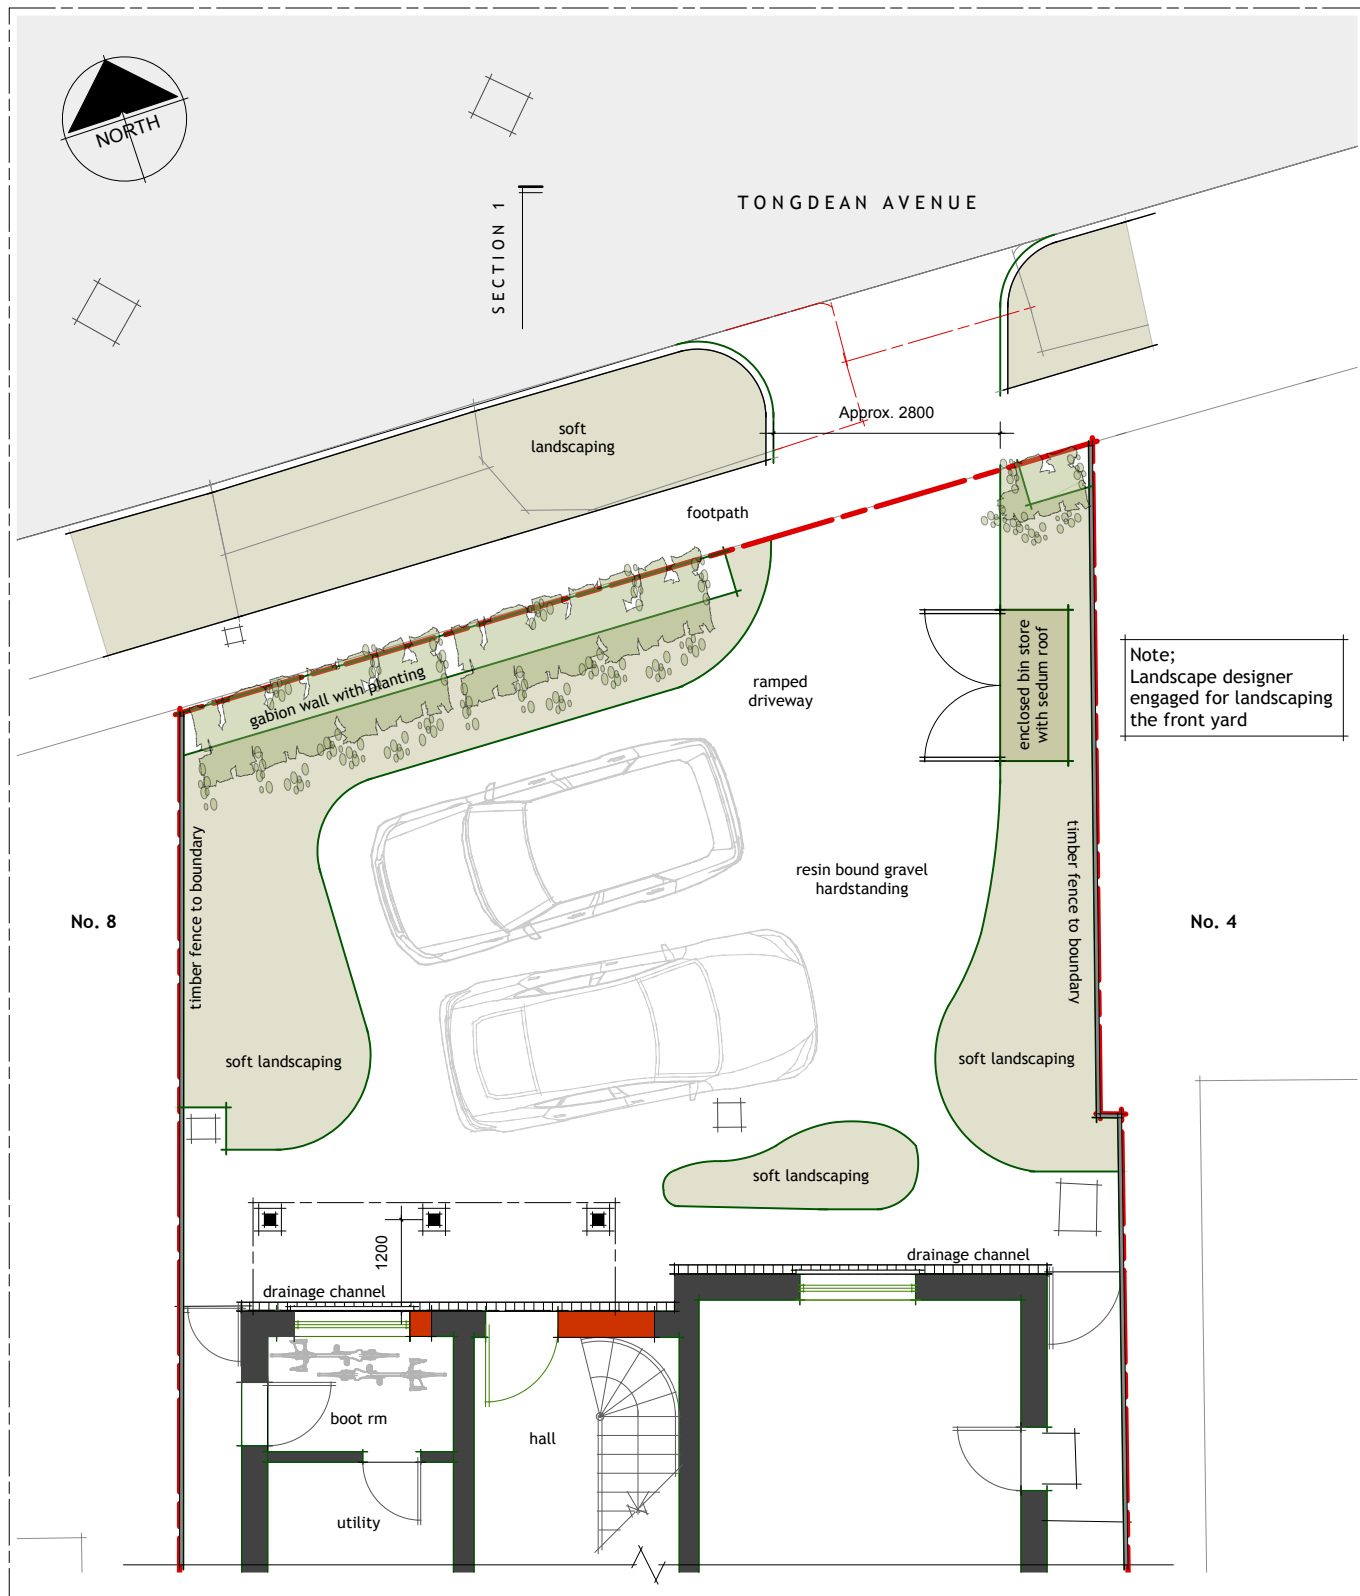 NORTH
SECTION 1
TONGDEAN AVENUE
soft
landscaping
Approx. 2800
footpath
gabion wall with planting
ramped
driveway
enclosed bin store
with sedum roof
Note;
Landscape designer
engaged for landscaping
the front yard
timber fence to boundary
resin bound gravel
hardstanding
timber fence to boundary
No. 8
No. 4
soft landscaping
soft landscaping
soft landscaping
1200
drainage channel
drainage channel
boot rm
hall
utility